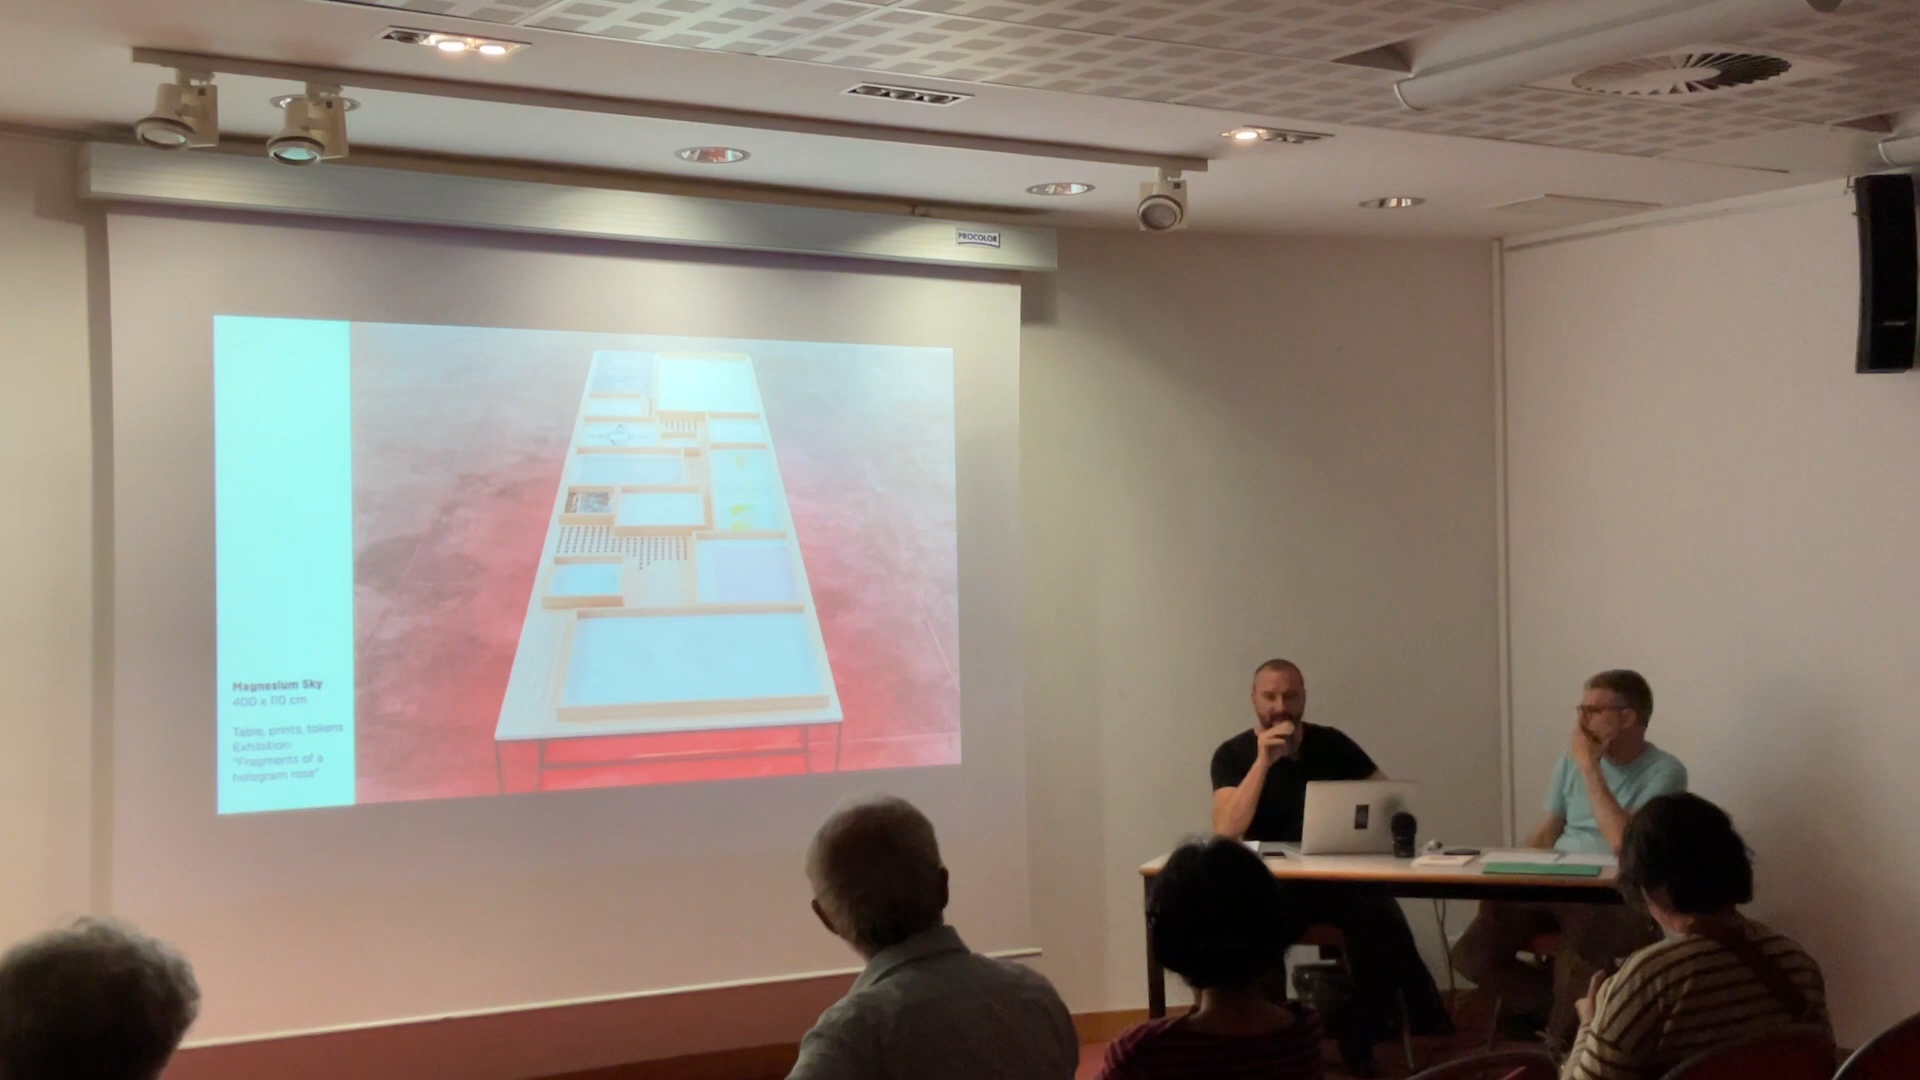 PROCOLOR
Magnesium Sky
400 x 110 cm
Table, prints, tokens
Exhibition:
"Fragments of a
hologram rose"